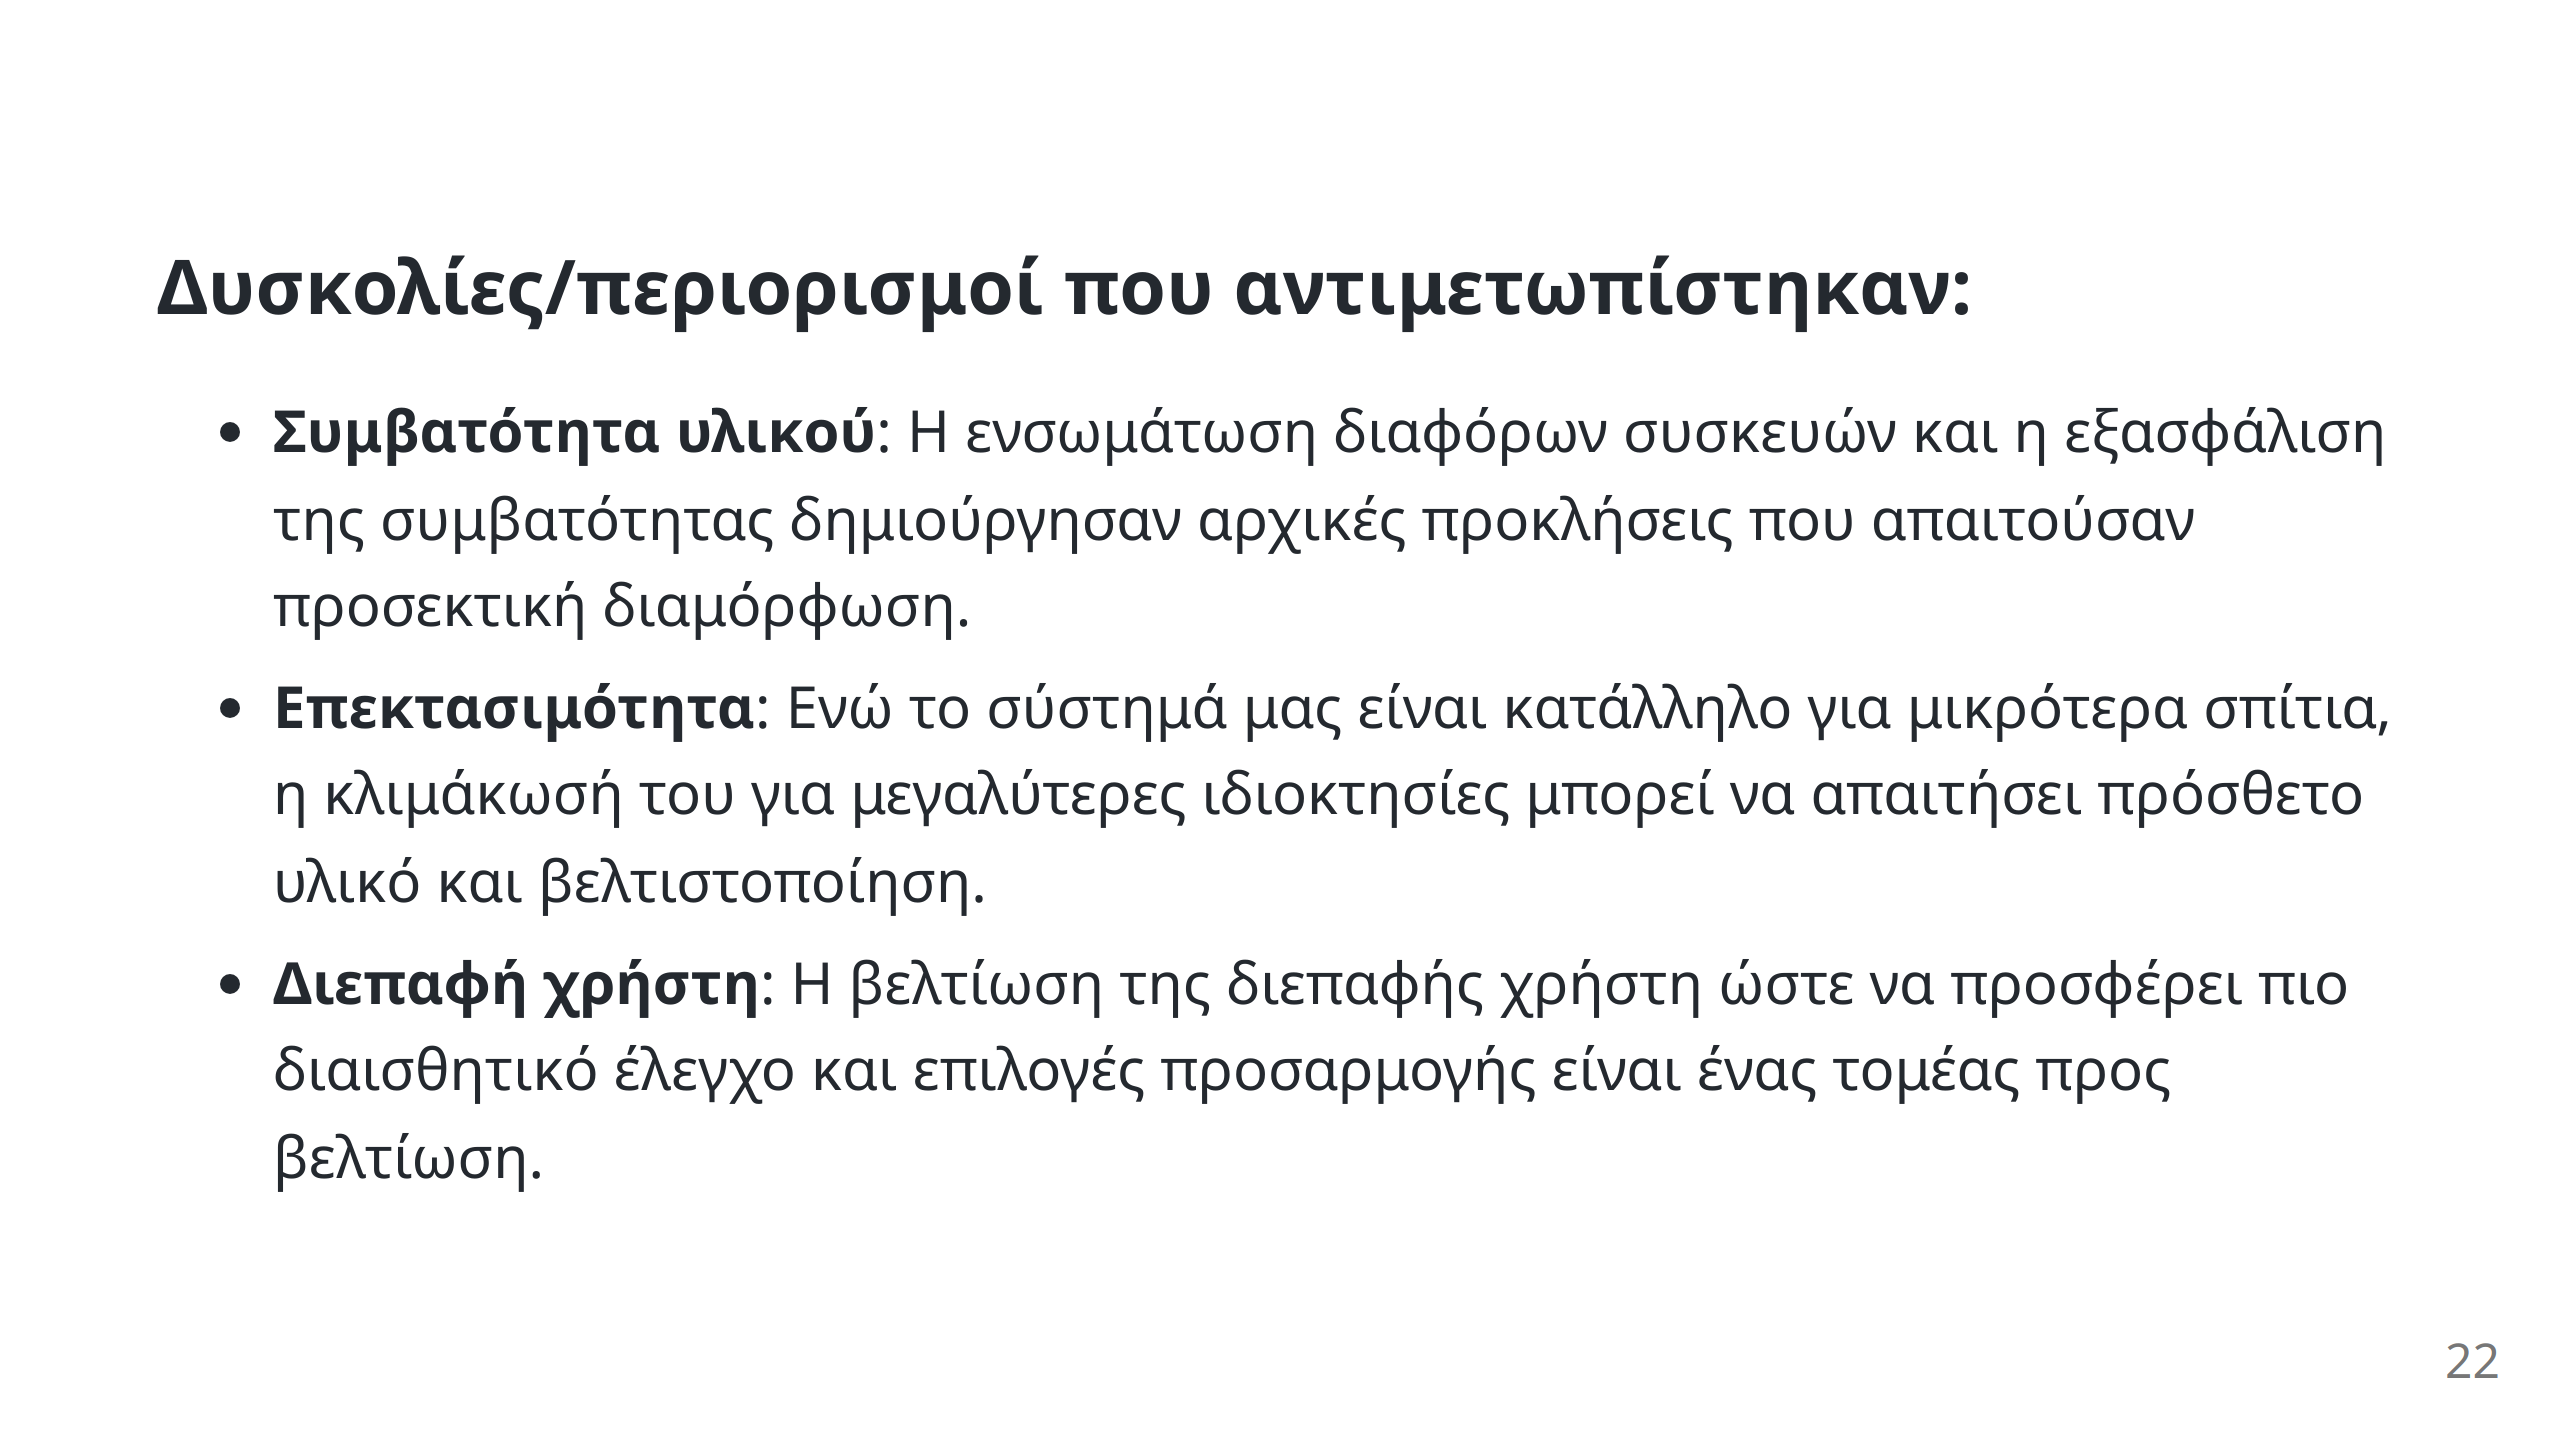 Δυσκολίες/περιορισμοί που αντιμετωπίστηκαν:
• Συμβατότητα υλικού: Η ενσωμάτωση διαφόρων συσκευών και η εξασφάλιση
της συμβατότητας δημιούργησαν αρχικές προκλήσεις που απαιτούσαν
προσεκτική διαμόρφωση.
• Επεκτασιμότητα: Ενώ το σύστημά μας είναι κατάλληλο για μικρότερα σπίτια,
η κλιμάκωσή του για μεγαλύτερες ιδιοκτησίες μπορεί να απαιτήσει πρόσθετο
υλικό και βελτιστοποίηση.
• Διεπαφή χρήστη: Η βελτίωση της διεπαφής χρήστη ώστε να προσφέρει πιο
διαισθητικό έλεγχο και επιλογές προσαρμογής είναι ένας τομέας προς
βελτίωση.
22